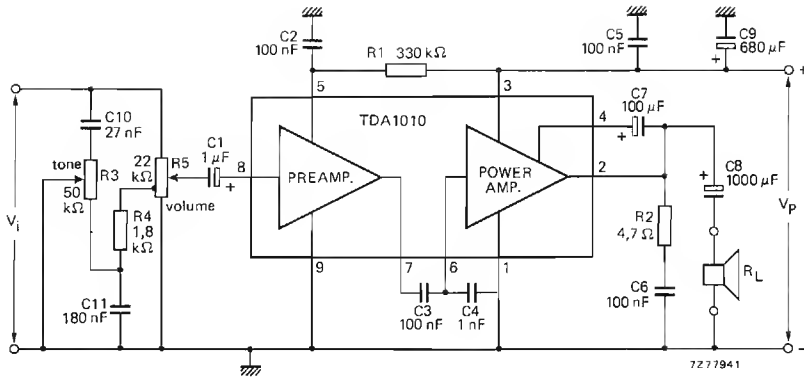 C2
100 nF
R1 330 kΩ
C5
100 nF
C9
680 μF
+
+
5
3
TDA1010
4
C7
100 μF
+
C10
27 nF
C1
1 μF
tone
22
kΩ
R5
8
+
PREAMP.
POWER
AMP.
2
C8
1000 μF
+
R3
50
kΩ
volume
Vi
R4
1,8
kΩ
R2
4,7 Ω
VP
9
7
6
1
RL
C11
180 nF
C3
100 nF
C4
1 nF
C6
100 nF
−
7Z77941